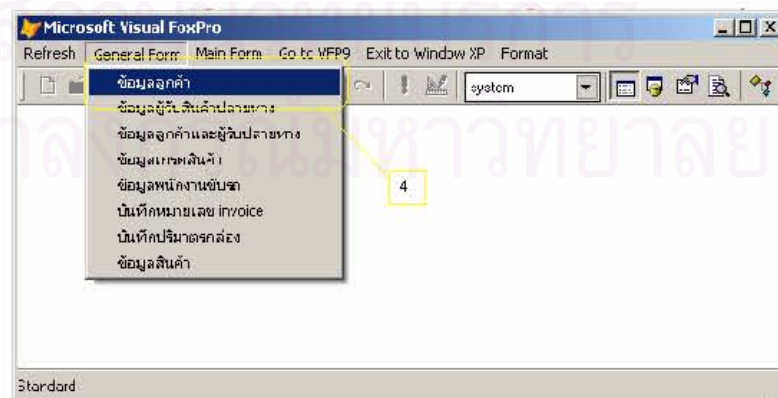 Microsoft Visual FoxPro
Refresh General Form Main Form Go to VFP9 Exit to Window XP Format
ข้อมูลลูกค้า
system
ข้อมูลผู้รับสินค้าปลายทาง
ข้อมูลลูกค้าและผู้รับปลายทาง
ข้อมูลเกรดสินค้า
ข้อมูลพนักงานขับรถ
4
บันทึกหมายเลข invoice
บันทึกปริมาตรกล่อง
ข้อมูลสินค้า
Standard